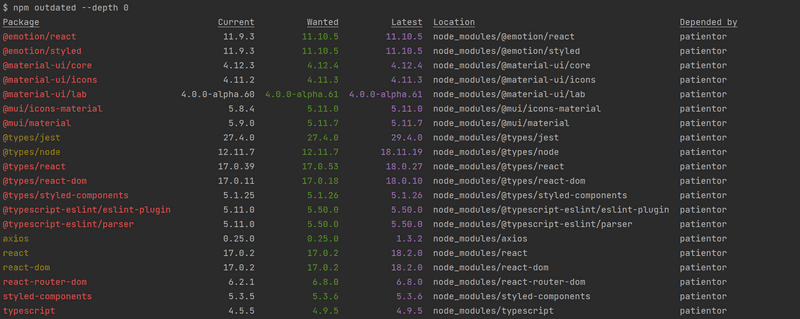 $ npm outdated --depth 0
Package Current Wanted Latest Location Depended by
@emotion/react 11.9.3 11.10.5 11.10.5 node_modules/@emotion/react patientor
@emotion/styled 11.9.3 11.10.5 11.10.5 node_modules/@emotion/styled patientor
@material-ui/core 4.12.3 4.12.4 4.12.4 node_modules/@material-ui/core patientor
@material-ui/icons 4.11.2 4.11.3 4.11.3 node_modules/@material-ui/icons patientor
@material-ui/lab 4.0.0-alpha.60 4.0.0-alpha.61 4.0.0-alpha.61 node_modules/@material-ui/lab patientor
@mui/icons-material 5.8.4 5.11.0 5.11.0 node_modules/@mui/icons-material patientor
@mui/material 5.9.0 5.11.7 5.11.7 node_modules/@mui/material patientor
@types/jest 27.4.0 27.4.0 29.4.0 node_modules/@types/jest patientor
@types/node 12.11.7 12.11.7 18.11.19 node_modules/@types/node patientor
@types/react 17.0.39 17.0.53 18.0.27 node_modules/@types/react patientor
@types/react-dom 17.0.11 17.0.18 18.0.10 node_modules/@types/react-dom patientor
@types/styled-components 5.1.25 5.1.26 5.1.26 node_modules/@types/styled-components patientor
@typescript-eslint/eslint-plugin 5.11.0 5.50.0 5.50.0 node_modules/@typescript-eslint/eslint-plugin patientor
@typescript-eslint/parser 5.11.0 5.50.0 5.50.0 node_modules/@typescript-eslint/parser patientor
axios 0.25.0 0.25.0 1.3.2 node_modules/axios patientor
react 17.0.2 17.0.2 18.2.0 node_modules/react patientor
react-dom 17.0.2 17.0.2 18.2.0 node_modules/react-dom patientor
react-router-dom 6.2.1 6.8.0 6.8.0 node_modules/react-router-dom patientor
styled-components 5.3.5 5.3.6 5.3.6 node_modules/styled-components patientor
typescript 4.5.5 4.9.5 4.9.5 node_modules/typescript patientor